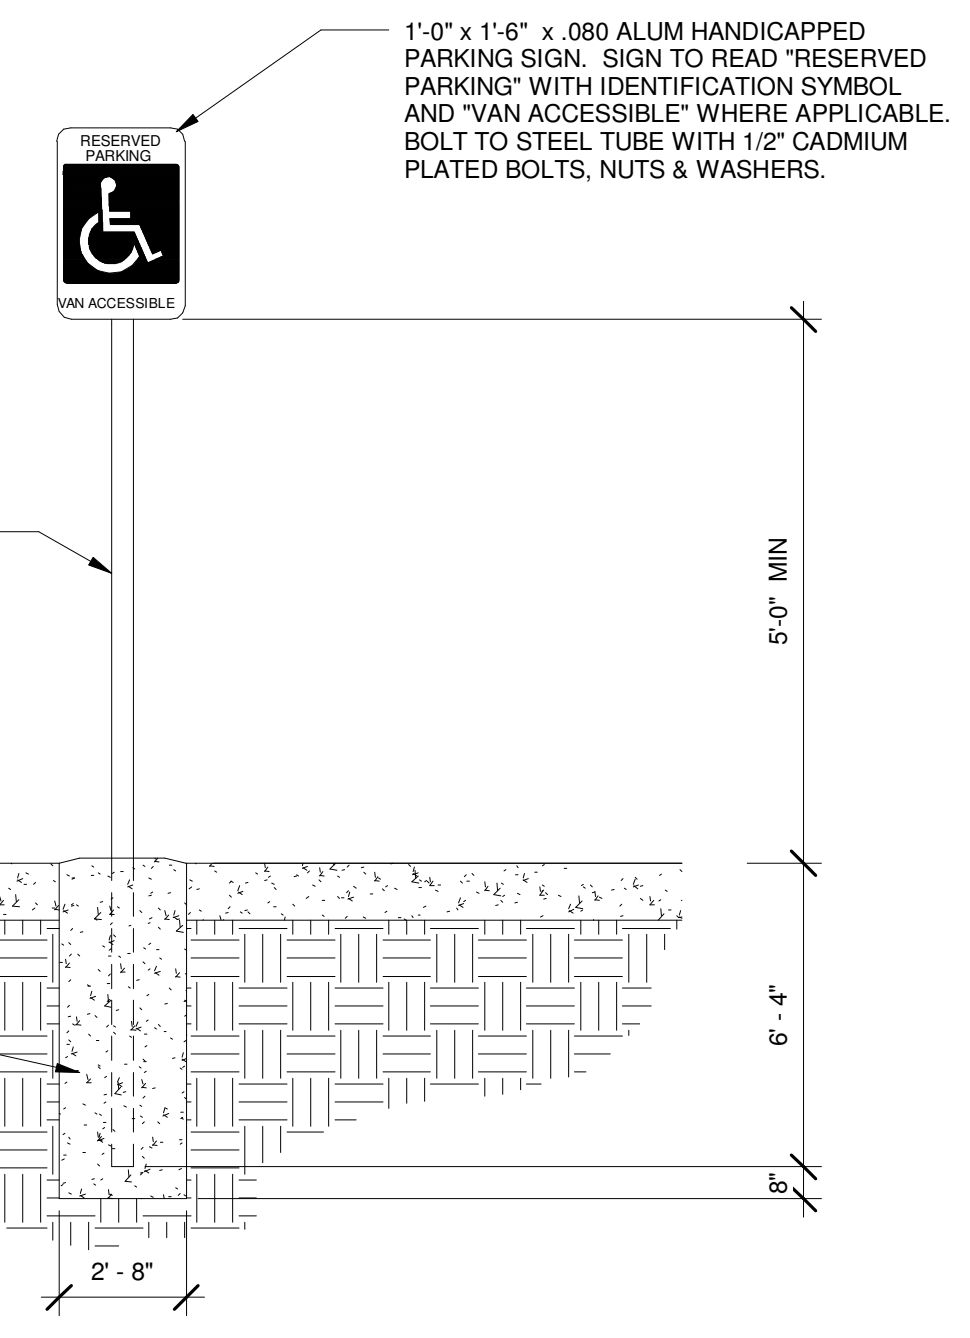 1'-0" x 1'-6" x .080 ALUM HANDICAPPED
PARKING SIGN. SIGN TO READ "RESERVED
PARKING" WITH IDENTIFICATION SYMBOL
AND "VAN ACCESSIBLE" WHERE APPLICABLE.
BOLT TO STEEL TUBE WITH 1/2" CADMIUM
PLATED BOLTS, NUTS & WASHERS.
RESERVED
PARKING
VAN ACCESSIBLE
5'-0" MIN
6' - 4"
8"
2' - 8"